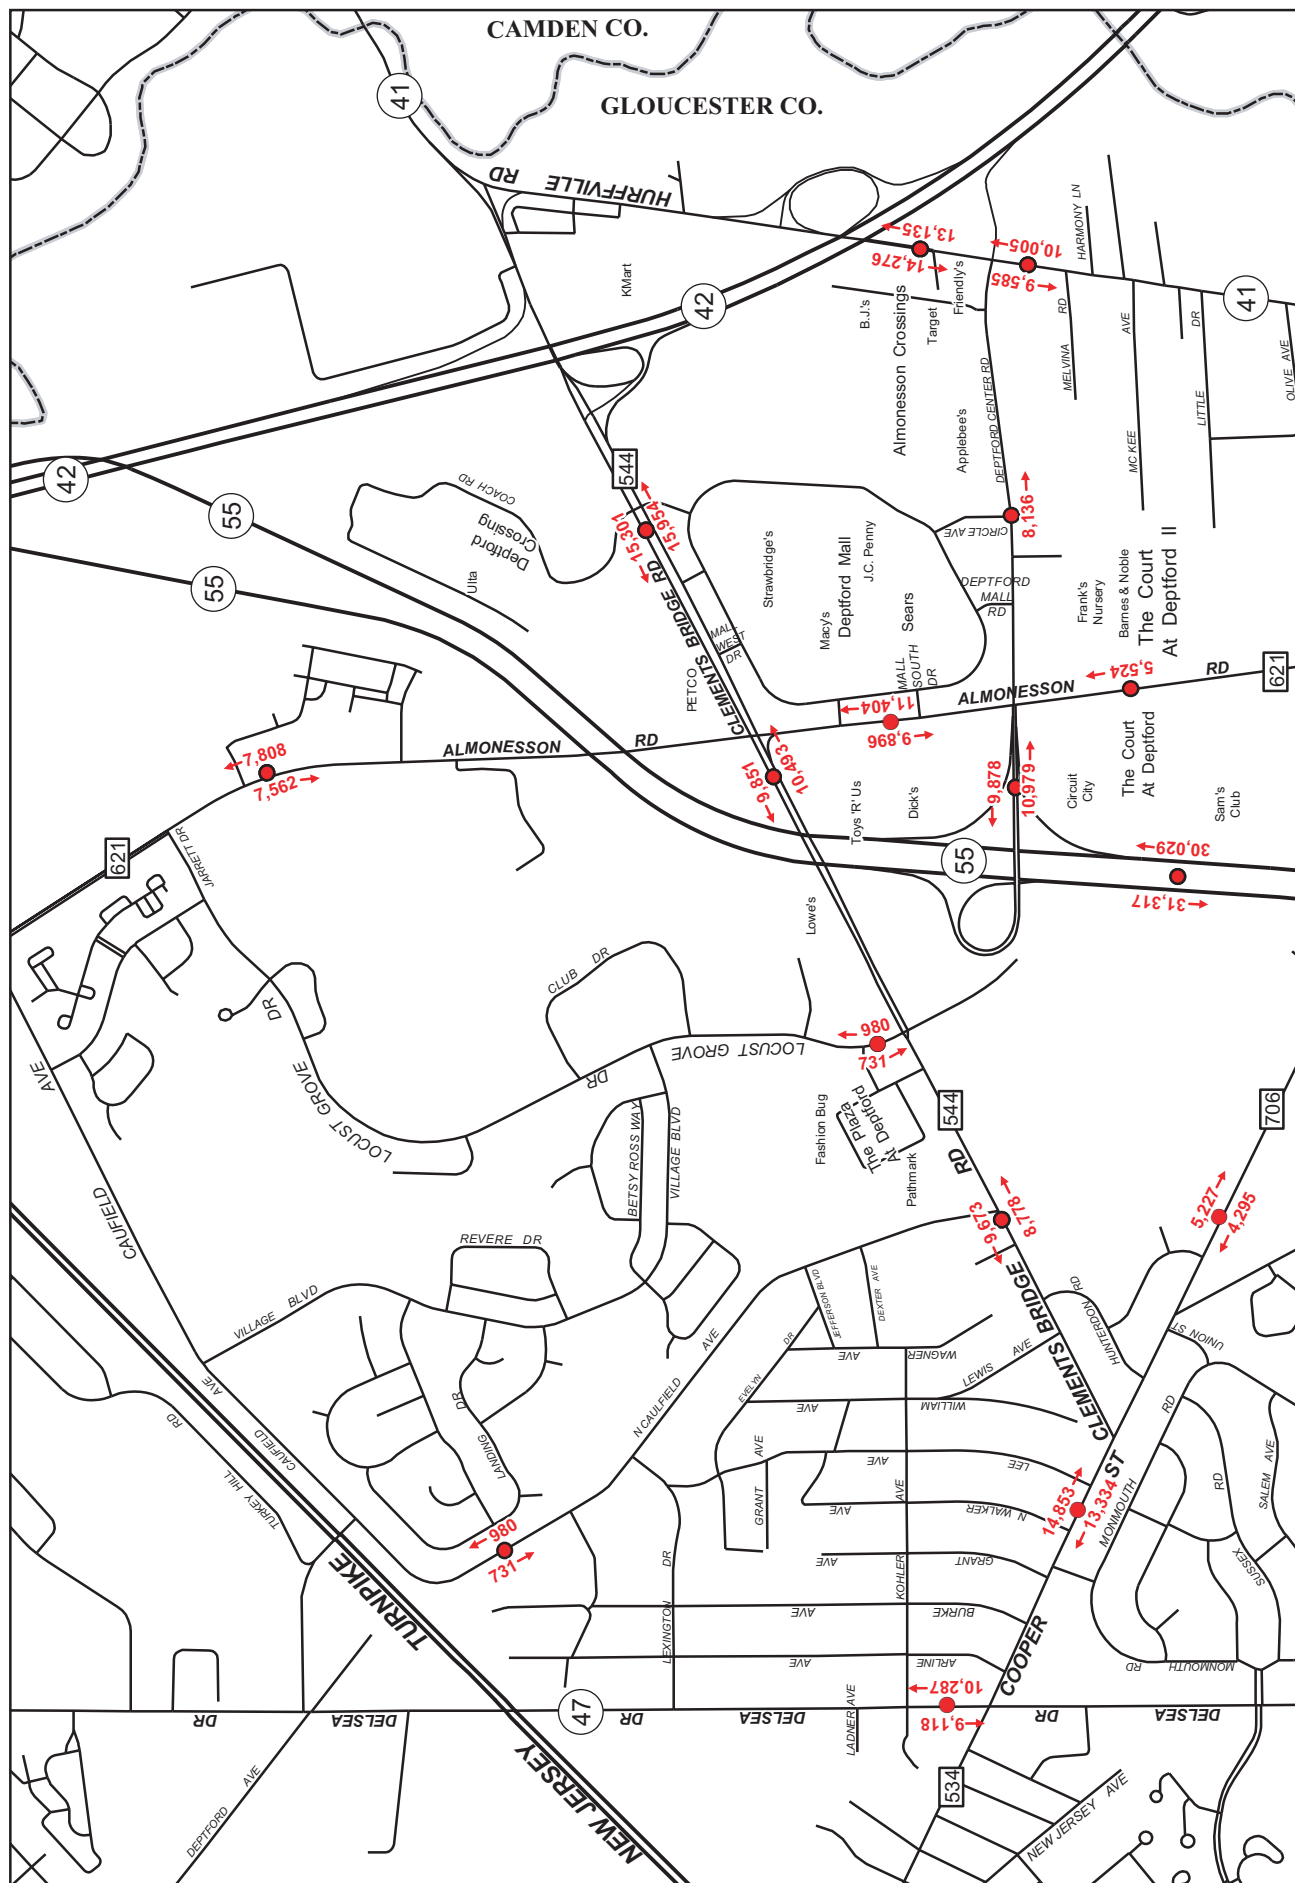 CAMDEN CO.
GLOUCESTER CO.
41
HURFFVILLE RD
KMart
42
13,135
14,276
10,005
9,585
HARMONY LN
41
B.J.'s
Almonesson Crossings
Target
Friendly's
MELVINA RD
MC KEE AVE
LITTLE DR
OLIVE AVE
DEPTFORD CENTER RD
Applebee's
42
55
55
COACH RD
Deptford
Crossing
Ulta
544
15,301
15,954
CLEMENTS BRIDGE RD
MALL
WEST
DR
PETCO
Strawbridge's
Macy's
Deptford Mall
J.C. Penny
Sears
MALL
SOUTH
DR
CIRCLE AVE
8,136
DEPTFORD
MALL
RD
Frank's
Nursery
Barnes & Noble
The Court
At Deptford II
5,524
621
ALMONESSON RD
11,404
9,896
ALMONESSON RD
7,808
7,562
621
JARRETT DR
9,851
10,493
Toys 'R' Us
Dick's
9,878
10,979
Circuit
City
The Court
At Deptford
Sam's
Club
55
30,029
31,317
Lowe's
CLUB DR
LOCUST GROVE DR
LOCUST GROVE DR
980
731
The Plaza
At Deptford
Fashion Bug
Pathmark
544
706
CAUFIELD AVE
VILLAGE BLVD
REVERE DR
BETSY ROSS WAY
VILLAGE BLVD
CLEMENTS BRIDGE RD
9,673
8,778
5,227
4,295
HUNTERDON RD
UNION ST
JEFFERSON BLVD
DEXTER AVE
WAGNER AVE
LEWIS AVE
WILLIAM AVE
EVELYN DR
N CAULFIELD AVE
LANDING DR
CAUFIELD AVE
TURKEY HILL RD
NEW JERSEY TURNPIKE
980
731
GRANT AVE
LEE AVE
N WALKER AVE
GRANT AVE
KOHLER AVE
BURKE AVE
ARLINE AVE
LEXINGTON DR
14,853
13,334
COOPER ST
MONMOUTH RD
SUSSEX RD
SALEM AVE
MONMOUTH RD
47
DELSEA DR
DELSEA DR
DELSEA DR
10,287
9,118
LADNER AVE
534
NEW JERSEY AVE
DEPTFORD AVE